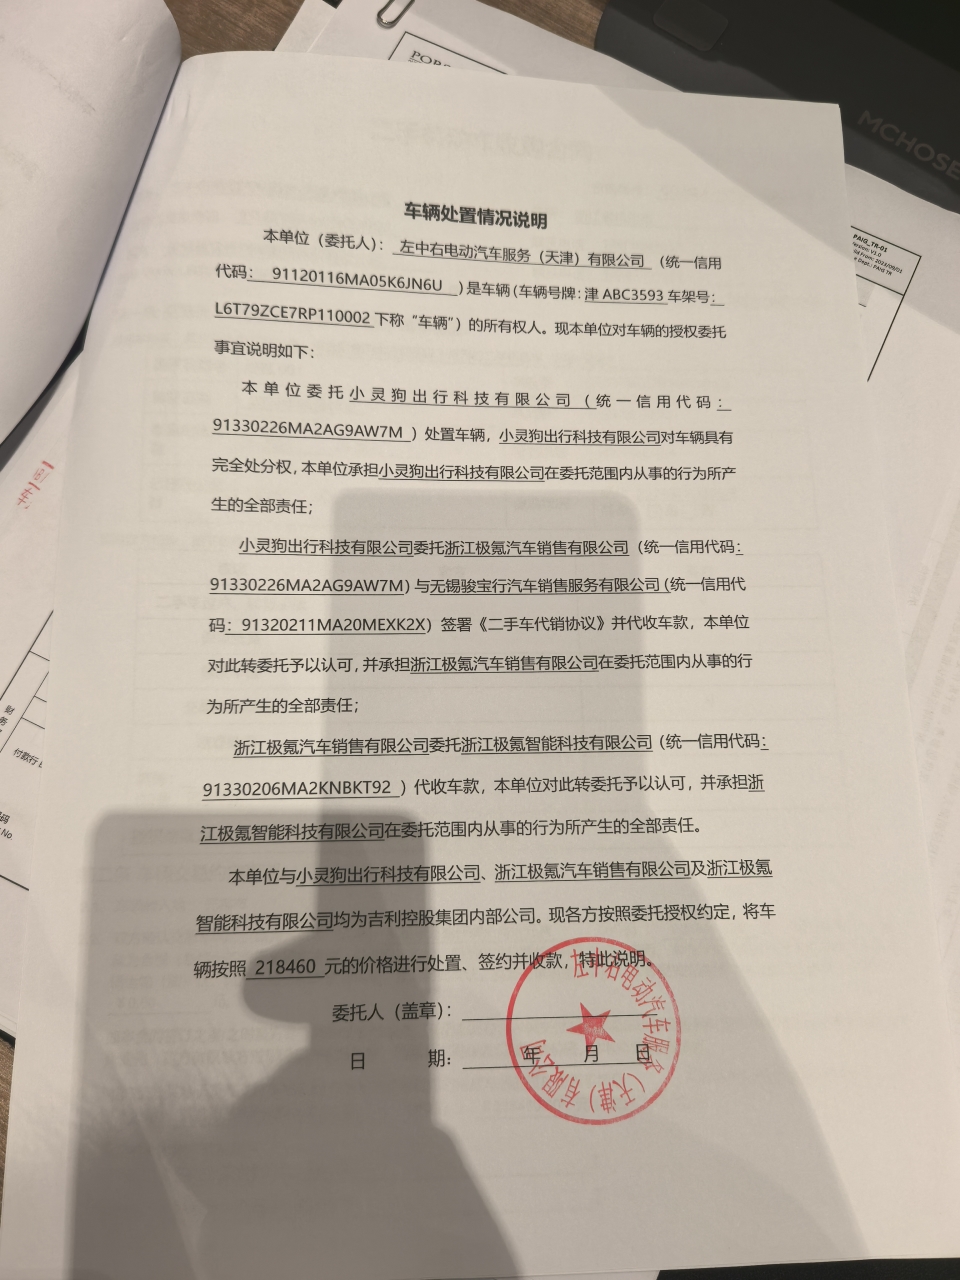 POR
MCHOSE
PAIG_TR-01
车辆处置情况说明
本单位（委托人）： 左中右电动汽车服务（天津）有限公司 （统一信用
代码： 91120116MA05K6JN6U ）是车辆（车辆号牌：津 ABC3593 车架号：
L6T79ZCE7RP110002 下称“车辆”）的所有权人。现本单位对车辆的授权委托
事宜说明如下：
本单位委托小灵狗出行科技有限公司（统一信用代码：
91330226MA2AG9AW7M ）处置车辆，小灵狗出行科技有限公司对车辆具有
完全处分权，本单位承担小灵狗出行科技有限公司在委托范围内从事的行为所产
生的全部责任；
小灵狗出行科技有限公司委托浙江极氪汽车销售有限公司（统一信用代码：
91330226MA2AG9AW7M）与无锡骏宝行汽车销售服务有限公司（统一信用代
码：91320211MA20MEXK2X）签署《二手车代销协议》并代收车款，本单位
对此转委托予以认可，并承担浙江极氪汽车销售有限公司在委托范围内从事的行
为所产生的全部责任；
浙江极氪汽车销售有限公司委托浙江极氪智能科技有限公司（统一信用代码：
91330206MA2KNBKT92 ）代收车款，本单位对此转委托予以认可，并承担浙
江极氪智能科技有限公司在委托范围内从事的行为所产生的全部责任。
本单位与小灵狗出行科技有限公司、浙江极氪汽车销售有限公司及浙江极氪
智能科技有限公司均为吉利控股集团内部公司。现各方按照委托授权约定，将车
辆按照 218460 元的价格进行处置、签约并收款，特此说明。
委托人（盖章）：
日 期： 年 月 日
左中右电动汽车服务（天津）有限公司
财
务
付款行
码
No.